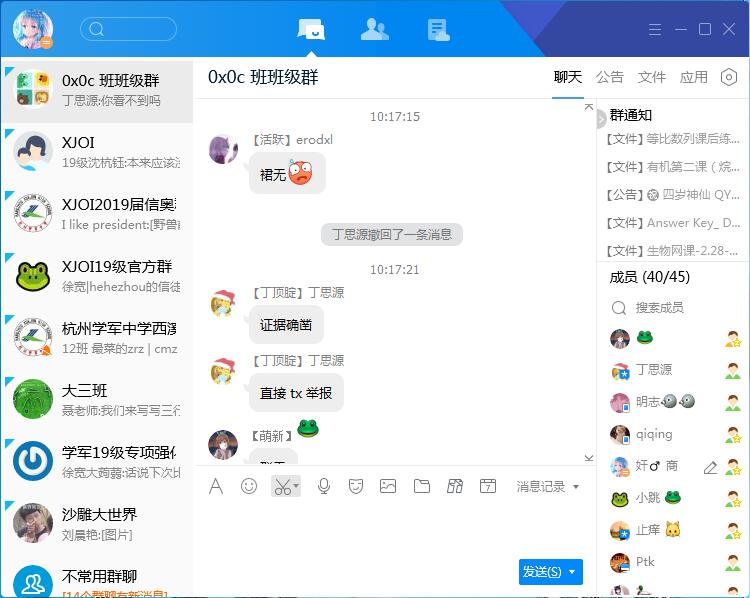 0x0c 班班级群
丁思源:你看不到吗
XJOI
19级沈杭钰:本来应该没
XJOI2019届信奥
I like president:[野兽
XJOI19级官方群
徐宽|hehezhou的信徒
杭州学军中学西溪
12班 最菜的zrz | cmz
大三班
聂老师:我们来写写三行
学军19级专项强化
徐宽大蒟蒻:话说下次比
沙雕大世界
刘晨艳:[图片]
不常用群聊
[14个群聊有新消息]
0x0c 班班级群
聊天
公告
文件
应用
10:17:15
【活跃】erodxl
裙无
丁思源撤回了一条消息
10:17:21
【丁顶腚】丁思源
证据确凿
【丁顶腚】丁思源
直接 tx 举报
【萌新】
群无
消息记录
发送(S)
群通知
【文件】等比数列课后练...
【文件】有机第二课（烷...
【公告】祝 四岁神仙 QY...
【文件】Answer Key_ D...
【文件】生物网课-2.28-...
成员 (40/45)
搜索成员
丁思源
明志
qiqing
奸♂ 商
小跳
止痒
Ptk